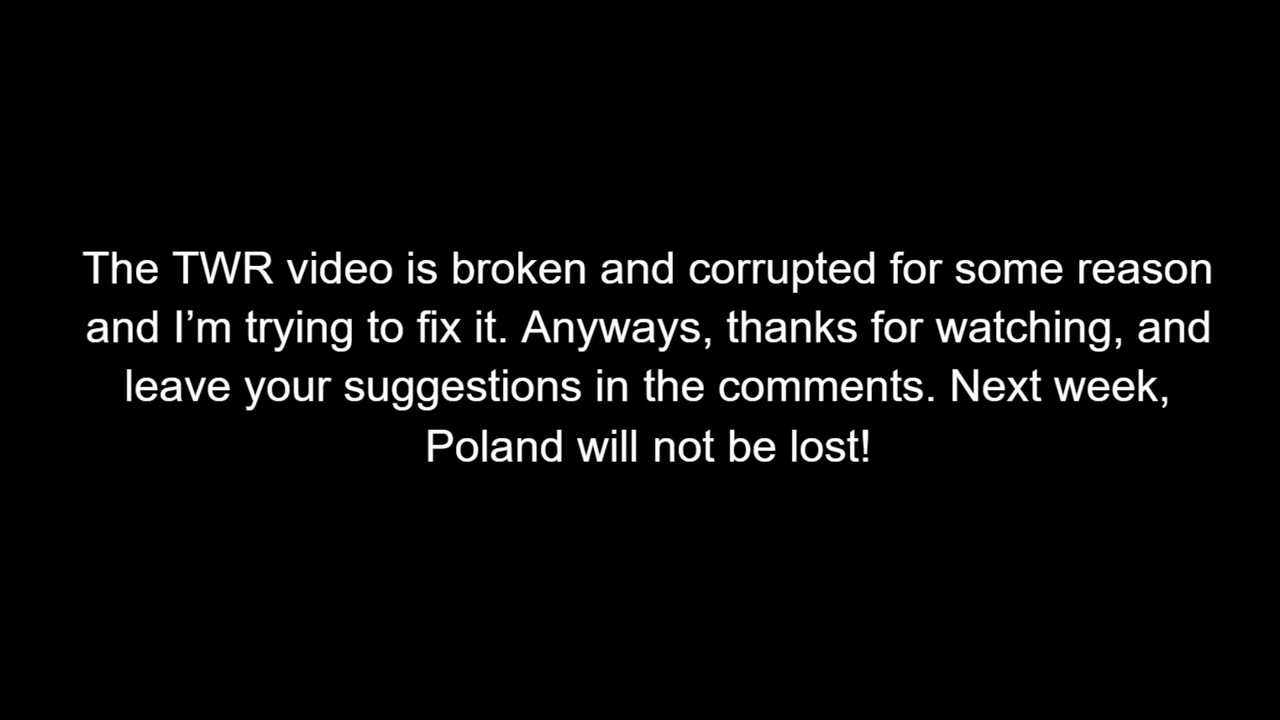 The TWR video is broken and corrupted for some reason
and I’m trying to fix it. Anyways, thanks for watching, and
leave your suggestions in the comments. Next week,
Poland will not be lost!